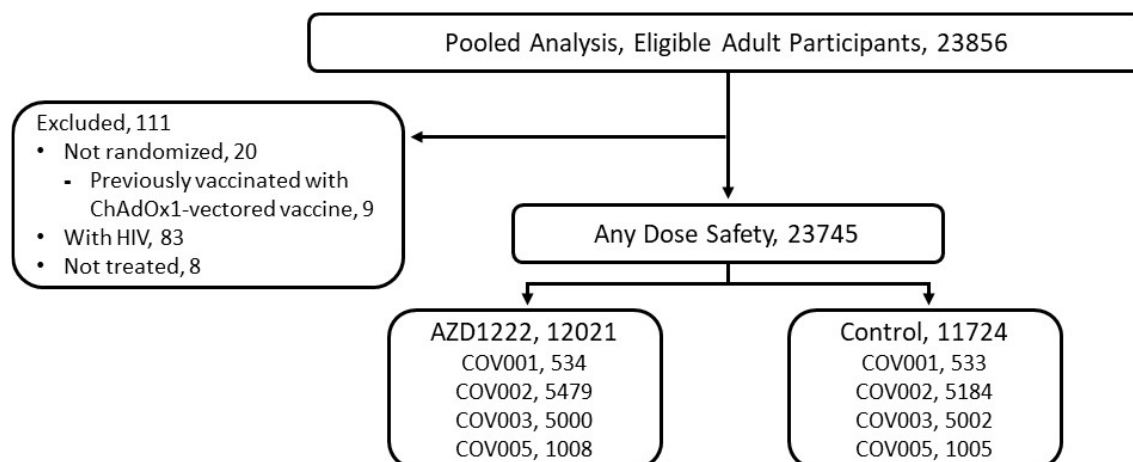 Pooled Analysis, Eligible Adult Participants, 23856
Excluded, 111
• Not randomized, 20
- Previously vaccinated with
ChAdOx1-vectored vaccine, 9
• With HIV, 83
• Not treated, 8
Any Dose Safety, 23745
AZD1222, 12021
COV001, 534
COV002, 5479
COV003, 5000
COV005, 1008
Control, 11724
COV001, 533
COV002, 5184
COV003, 5002
COV005, 1005